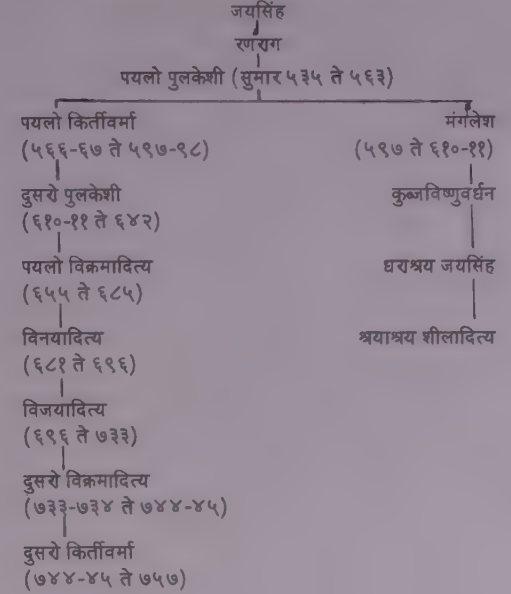 जयसिंह
रणराग
पयलो पुलकेशी (सुमार ५३५ ते ५६३)
पयलो किर्तीवर्मा
(५६६-६७ ते ५९७-९८)
दुसरो पुलकेशी
(६१०-११ ते ६४२)
पयलो विक्रमादित्य
(६५५ ते ६८५)
विनयादित्य
(६८१ ते ६९६)
विजयादित्य
(६९६ ते ७३३)
दुसरो विक्रमादित्य
(७३३-७३४ ते ७४४-४५)
दुसरो किर्तीवर्मा
(७४४-४५ ते ७५७)
मंगलेश
(५९७ ते ६१०-११)
कुब्जविष्णुवर्धन
धराश्रय जयसिंह
श्रयाश्रय शीलादित्य